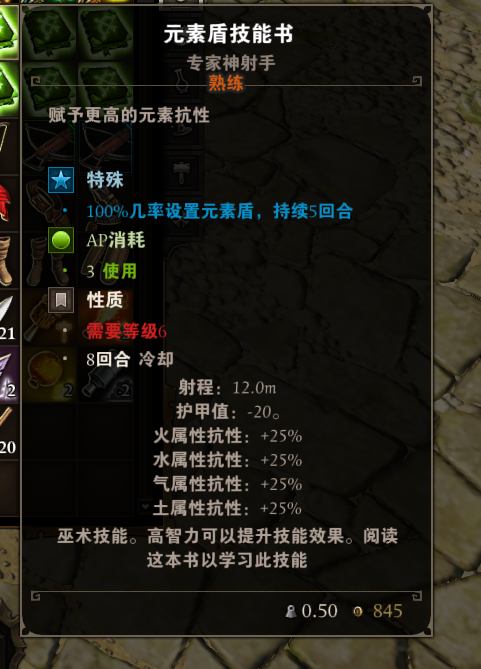 元素盾技能书
专家神射手
熟练
赋予更高的元素抗性
特殊
100%几率设置元素盾，持续5回合
AP消耗
3 使用
性质
需要等级6
8回合 冷却
射程：12.0m
护甲值：-20。
火属性抗性：+25%
水属性抗性：+25%
气属性抗性：+25%
土属性抗性：+25%
巫术技能。高智力可以提升技能效果。阅读
这本书以学习此技能
0.50 845
21
2
20
2
2